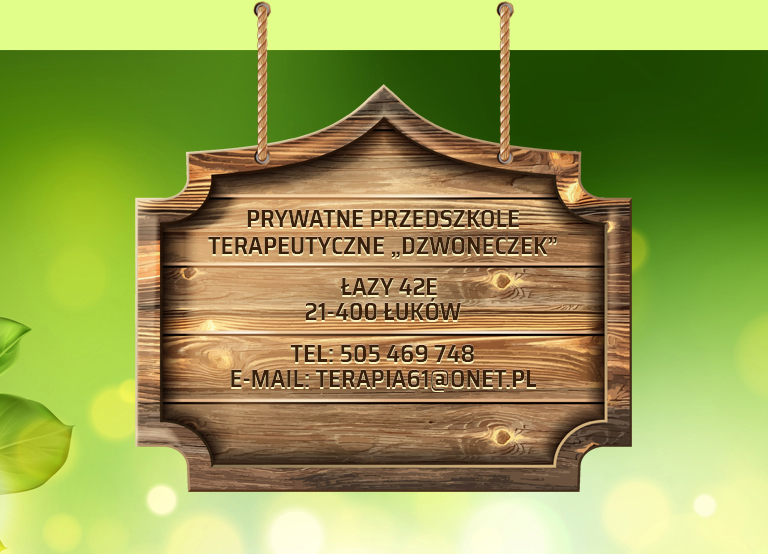 PRYWATNE PRZEDSZKOLE
TERAPEUTYCZNE „DZWONECZEK”
ŁAZY 42E
21-400 ŁUKÓW
TEL: 505 469 748
E-MAIL: TERAPIA61@ONET.PL